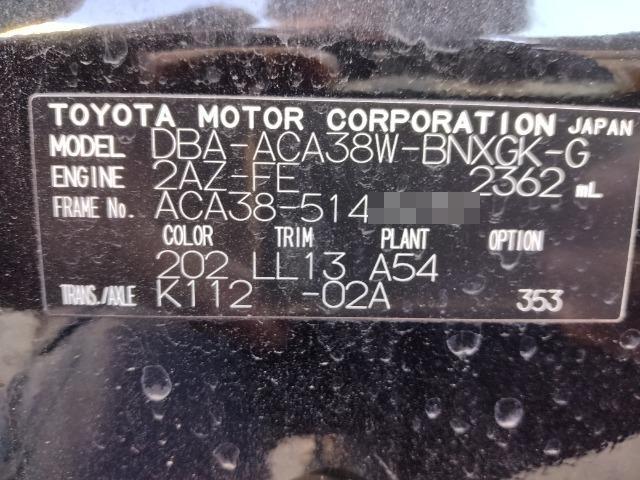 TOYOTA MOTOR CORPORATION JAPAN
MODEL DBA-ACA38W-BNXGK-G
ENGINE 2AZ-FE 2362 mL
FRAME No. ACA38-514
COLOR TRIM PLANT OPTION
202 LL13 A54
TRANS./AXLE K112 -02A 353